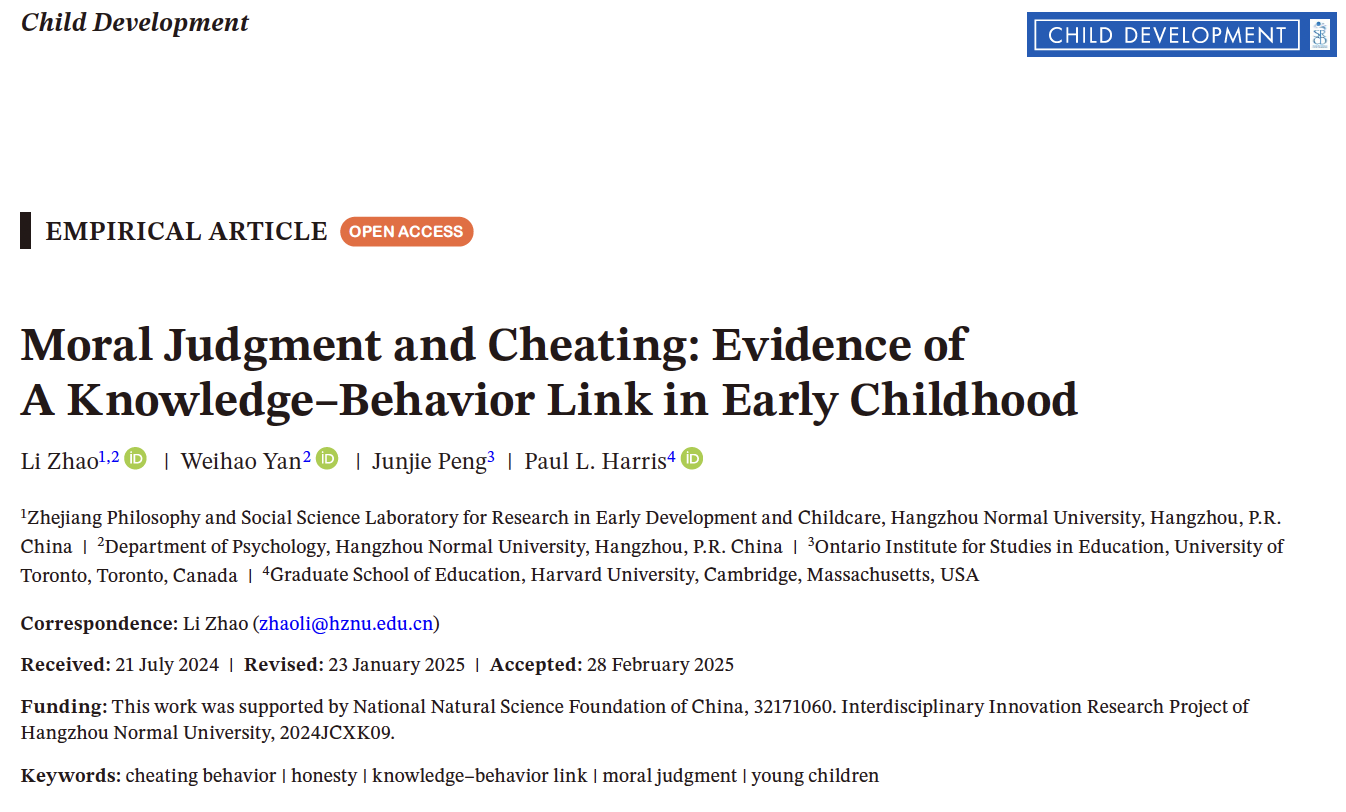 Child Development
CHILD DEVELOPMENT
EMPIRICAL ARTICLE OPEN ACCESS
Moral Judgment and Cheating: Evidence of
A Knowledge–Behavior Link in Early Childhood
Li Zhao1,2 iD | Weihao Yan2 iD | Junjie Peng3 | Paul L. Harris4 iD
1Zhejiang Philosophy and Social Science Laboratory for Research in Early Development and Childcare, Hangzhou Normal University, Hangzhou, P.R.
China | 2Department of Psychology, Hangzhou Normal University, Hangzhou, P.R. China | 3Ontario Institute for Studies in Education, University of
Toronto, Toronto, Canada | 4Graduate School of Education, Harvard University, Cambridge, Massachusetts, USA
Correspondence: Li Zhao (zhaoli@hznu.edu.cn)
Received: 21 July 2024 | Revised: 23 January 2025 | Accepted: 28 February 2025
Funding: This work was supported by National Natural Science Foundation of China, 32171060. Interdisciplinary Innovation Research Project of
Hangzhou Normal University, 2024JCXK09.
Keywords: cheating behavior | honesty | knowledge–behavior link | moral judgment | young children